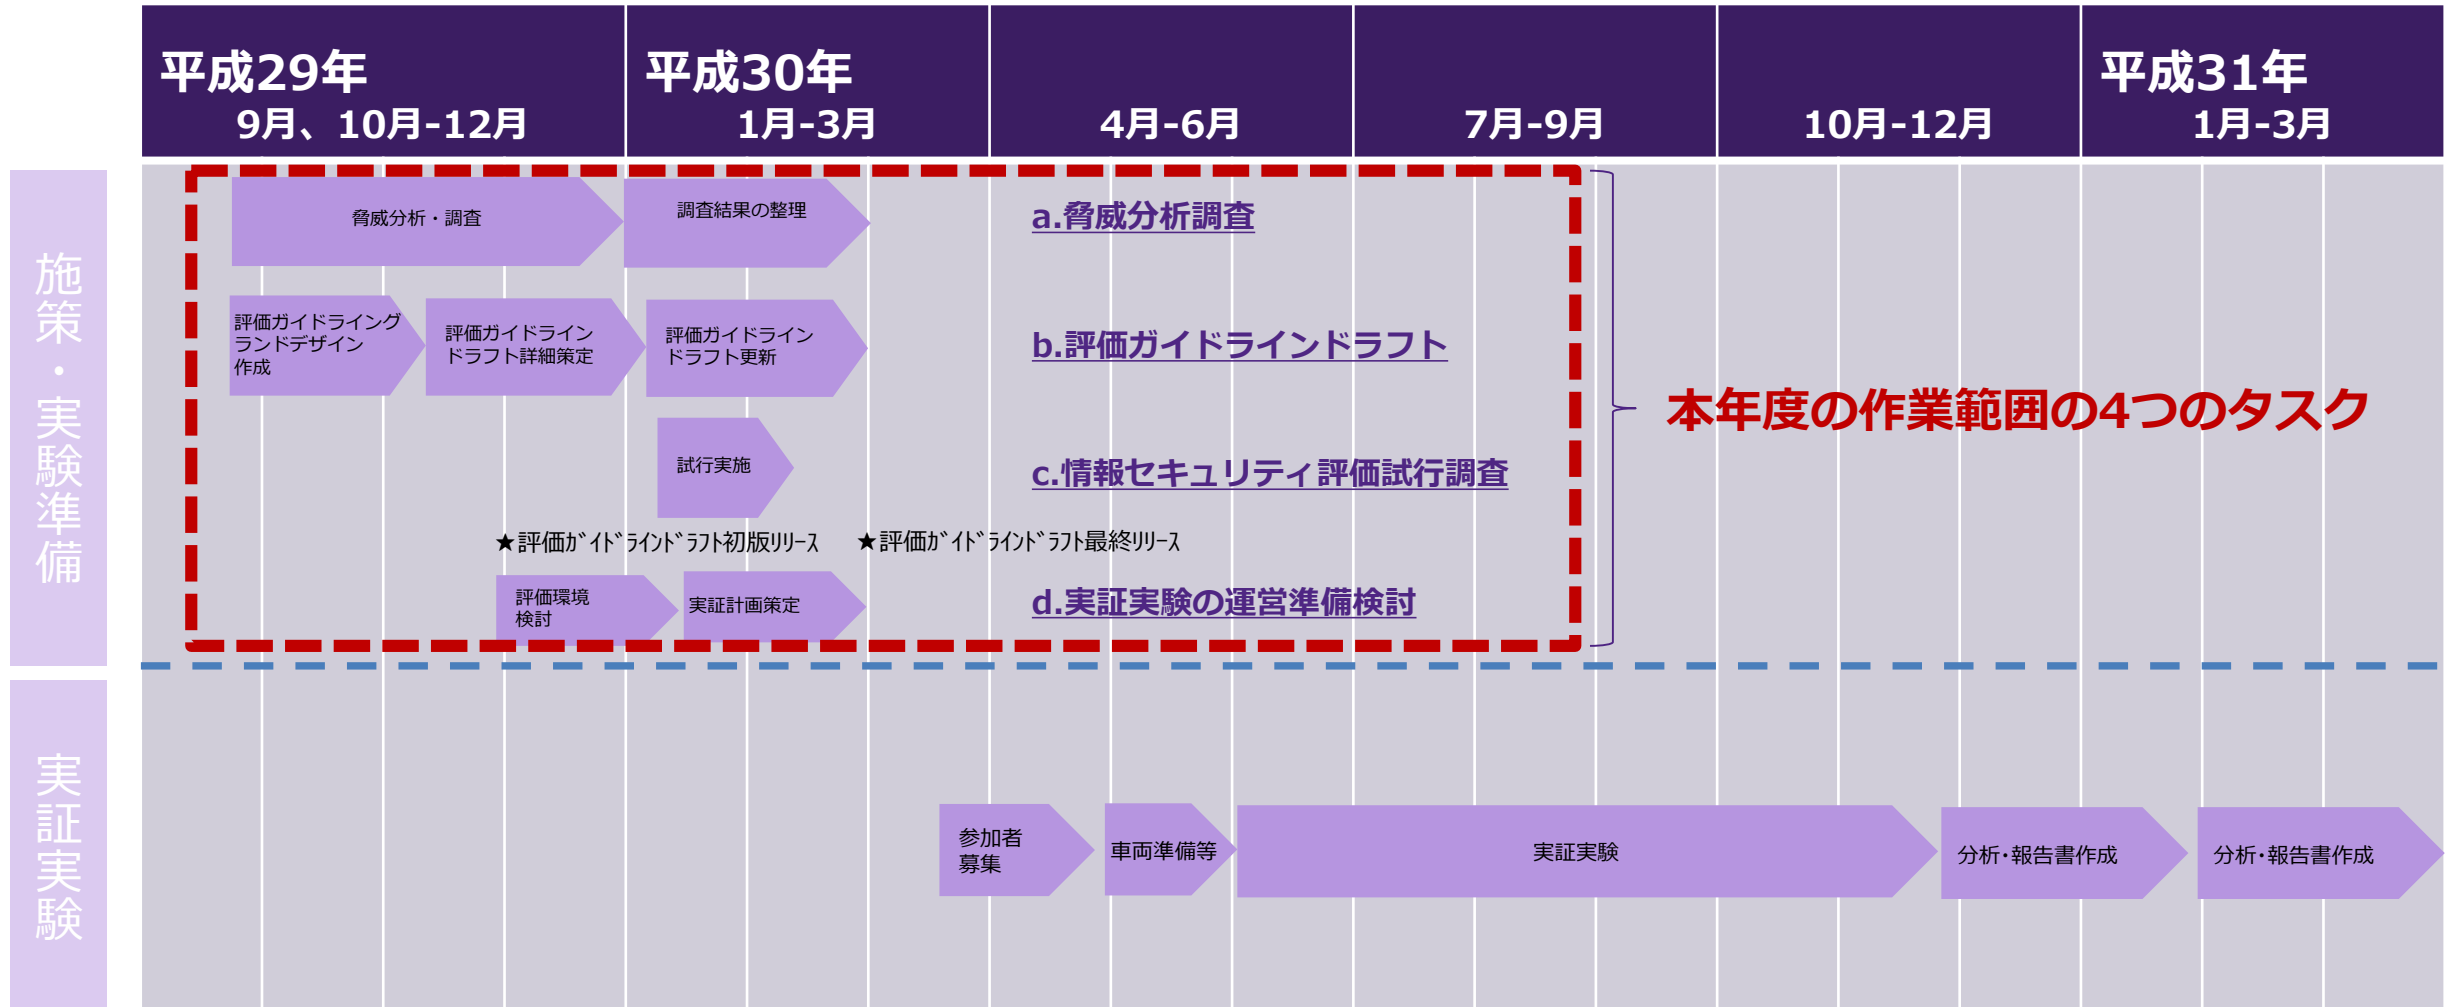 平成29年
9月、10月-12月
平成30年
1月-3月
4月-6月
7月-9月
10月-12月
平成31年
1月-3月
施策・実験準備
脅威分析・調査
調査結果の整理
a.脅威分析調査
評価ガイドライング
ランドデザイン
作成
評価ガイドライン
ドラフト詳細策定
評価ガイドライン
ドラフト更新
b.評価ガイドラインドラフト
本年度の作業範囲の4つのタスク
試行実施
c.情報セキュリティ評価試行調査
★評価ｶﾞｲﾄﾞﾗｲﾝﾄﾞﾗﾌﾄ初版ﾘﾘｰｽ
★評価ｶﾞｲﾄﾞﾗｲﾝﾄﾞﾗﾌﾄ最終ﾘﾘｰｽ
評価環境
検討
実証計画策定
d.実証実験の運営準備検討
実証実験
参加者
募集
車両準備等
実証実験
分析･報告書作成
分析･報告書作成